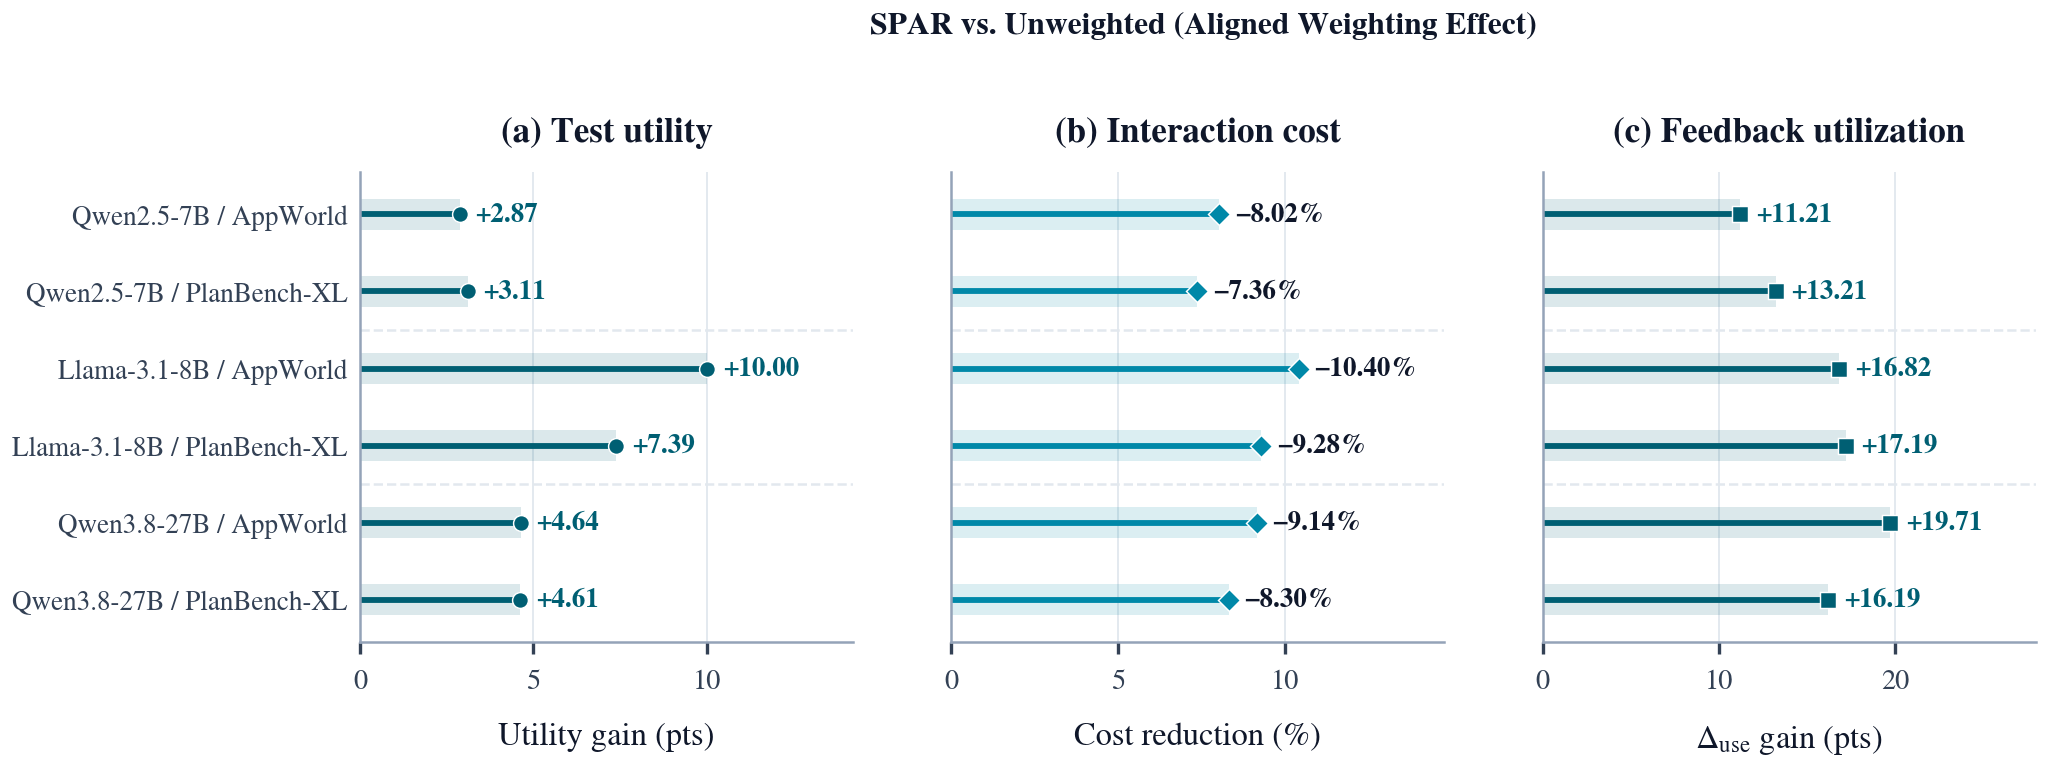 SPAR vs. Unweighted (Aligned Weighting Effect)
(a) Test utility
Qwen2.5-7B / AppWorld
+2.87
Qwen2.5-7B / PlanBench-XL
+3.11
Llama-3.1-8B / AppWorld
+10.00
Llama-3.1-8B / PlanBench-XL
+7.39
Qwen3.8-27B / AppWorld
+4.64
Qwen3.8-27B / PlanBench-XL
+4.61
0 5 10
Utility gain (pts)
(b) Interaction cost
−8.02%
−7.36%
−10.40%
−9.28%
−9.14%
−8.30%
0 5 10
Cost reduction (%)
(c) Feedback utilization
+11.21
+13.21
+16.82
+17.19
+19.71
+16.19
0 10 20
Δuse gain (pts)